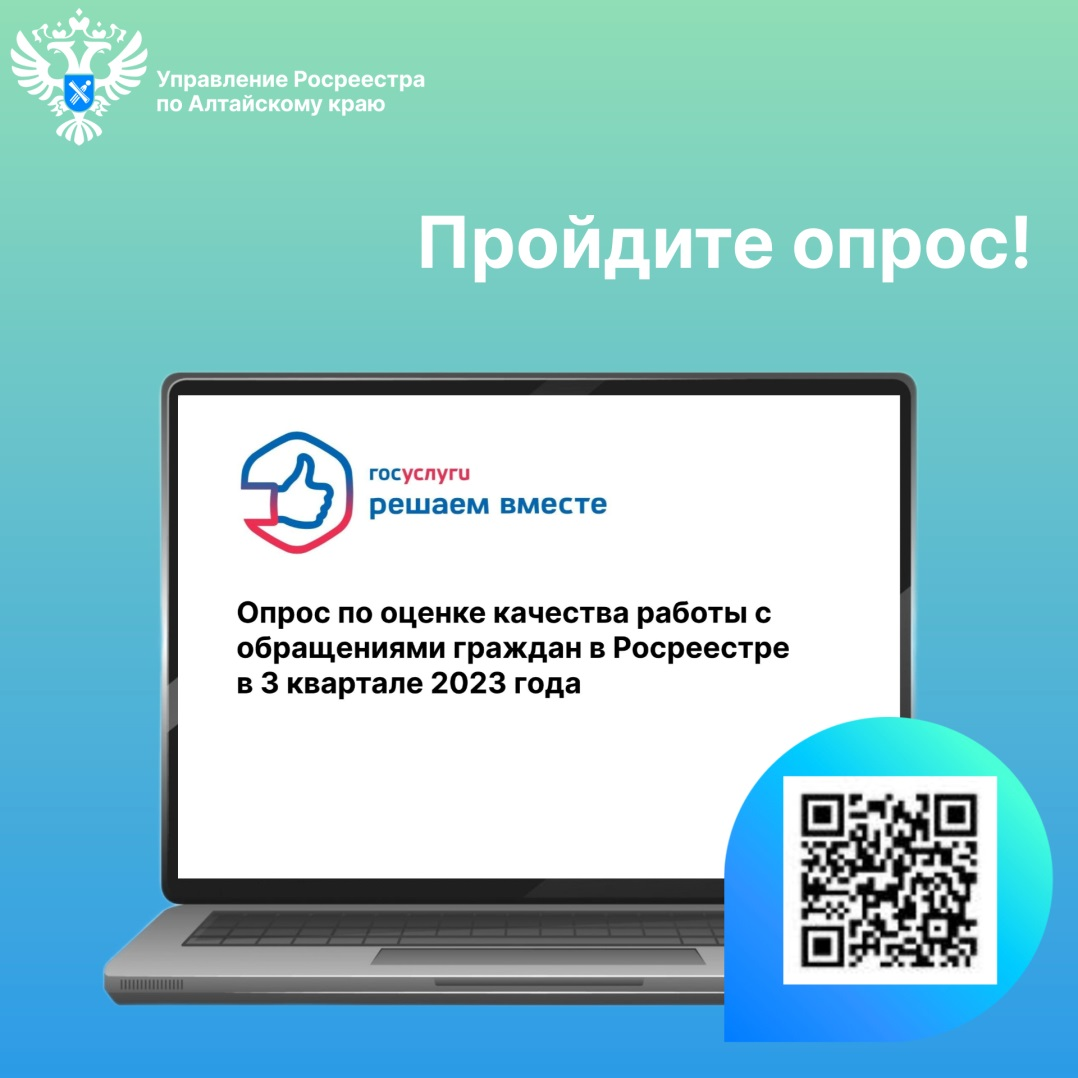 Управление Росреестра
по Алтайскому краю
Пройдите опрос!
госуслуги
решаем вместе
Опрос по оценке качества работы с
обращениями граждан в Росреестре
в 3 квартале 2023 года